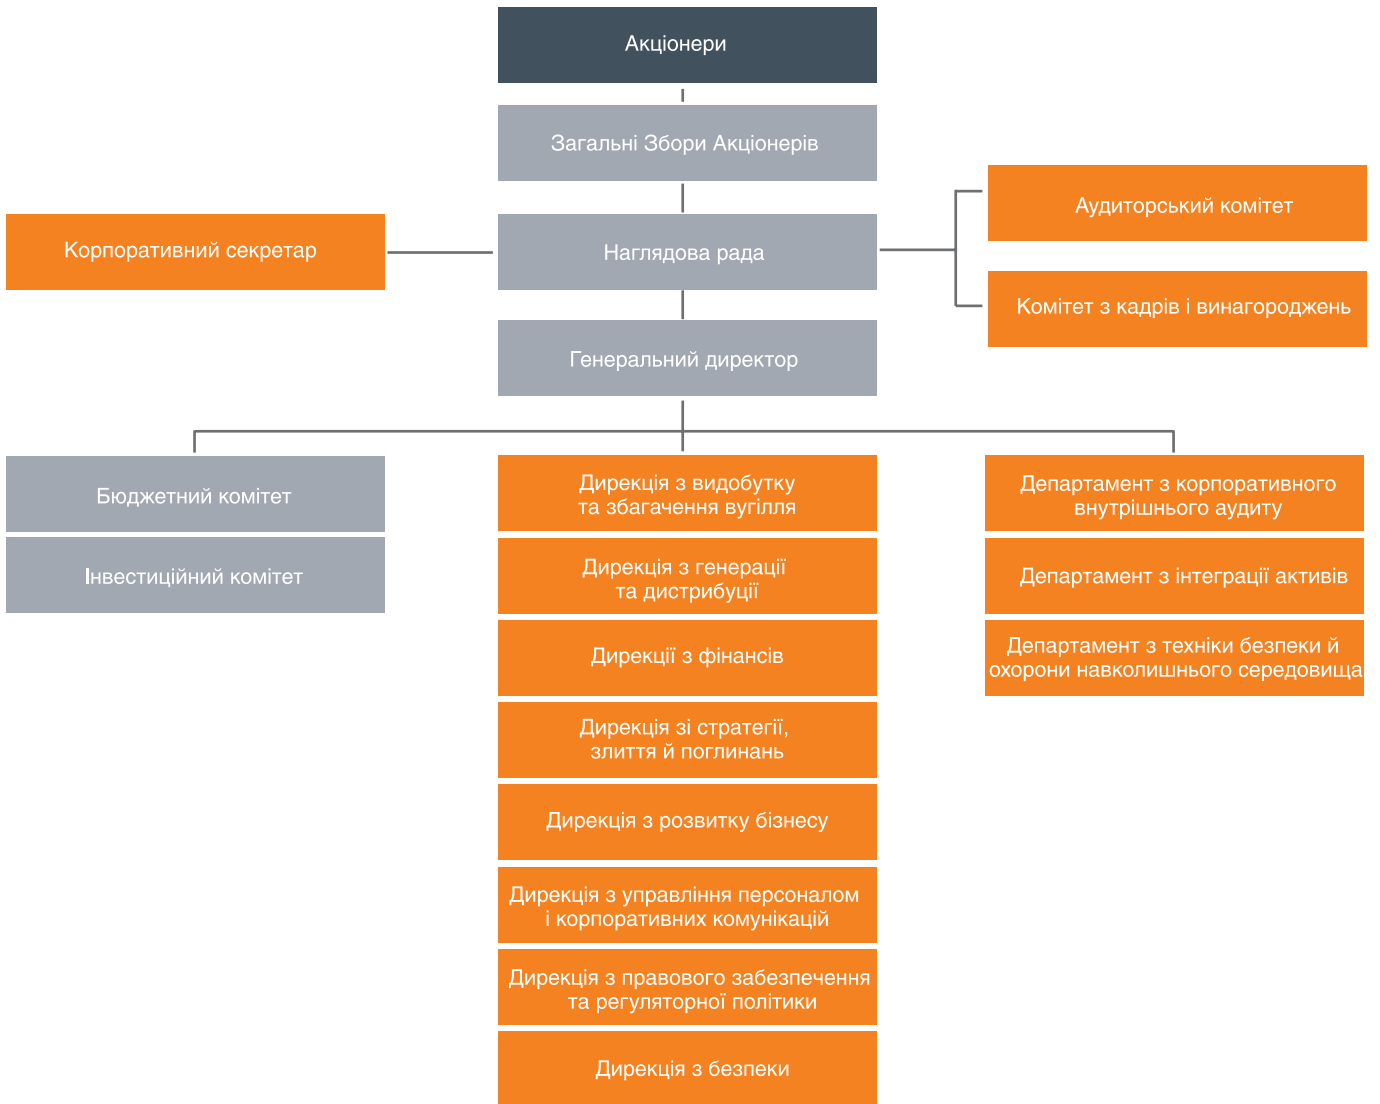 Акціонери
Загальні Збори Акціонерів
Аудиторський комітет
Корпоративний секретар
Наглядова рада
Комітет з кадрів і винагороджень
Генеральний директор
Бюджетний комітет
Інвестиційний комітет
Дирекція з видобутку
та збагачення вугілля
Дирекція з генерації
та дистрибуції
Дирекції з фінансів
Дирекція зі стратегії,
злиття й поглинань
Дирекція з розвитку бізнесу
Дирекція з управління персоналом
і корпоративних комунікацій
Дирекція з правового забезпечення
та регуляторної політики
Дирекція з безпеки
Департамент з корпоративного
внутрішнього аудиту
Департамент з інтеграції активів
Департамент з техніки безпеки й
охорони навколишнього середовища